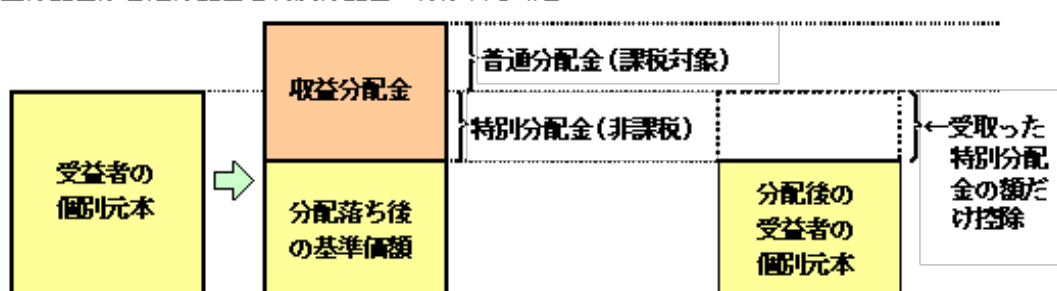 普通分配金(課税対象)
収益分配金
特別分配金(非課税)
←受取った
特別分配
金の額だ
け控除
受益者の
個別元本
分配落ち後
の基準価額
分配後の
受益者の
個別元本